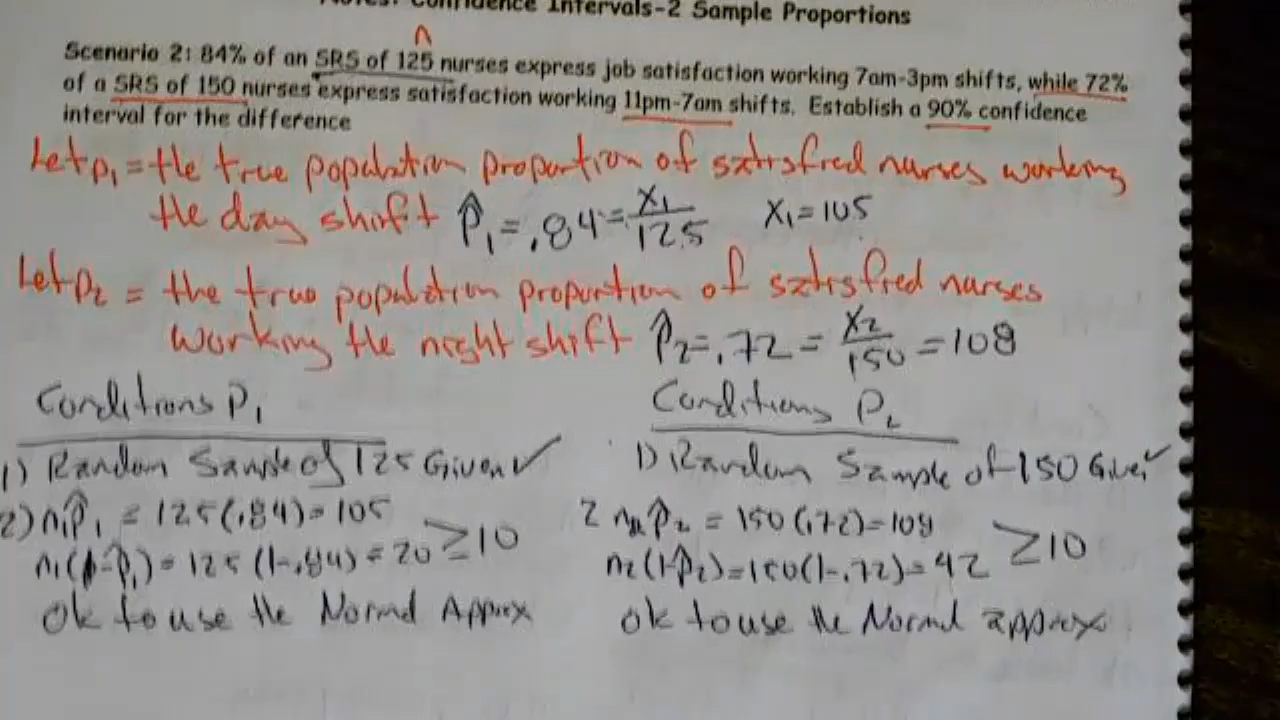 Notes: Confidence Intervals-2 Sample Proportions
n
Scenario 2: 84% of an SRS of 125 nurses express job satisfaction working 7am-3pm shifts, while 72%
of a SRS of 150 nurses express satisfaction working 11pm-7am shifts. Establish a 90% confidence
interval for the difference
Let p₁ = the true population proportion of satisfied nurses working
the day shift p̂₁ = .84 = x₁/125 x₁ = 105
Let p₂ = the true population proportion of satisfied nurses
working the night shift p̂₂ = .72 = x₂/150 = 108
Conditions P₁
1) Random Sample of 125 Given ✓
2) n₁p̂₁ = 125(.84) = 105
n₁(1-p̂₁) = 125(1-.84) = 20 ≥10
ok to use the Normal Approx
Conditions P₂
1) Random Sample of 150 Given ✓
2 n₂p̂₂ = 150(.72) = 108
n₂(1-p̂₂) = 150(1-.72) = 42 ≥10
ok to use the Normal approx